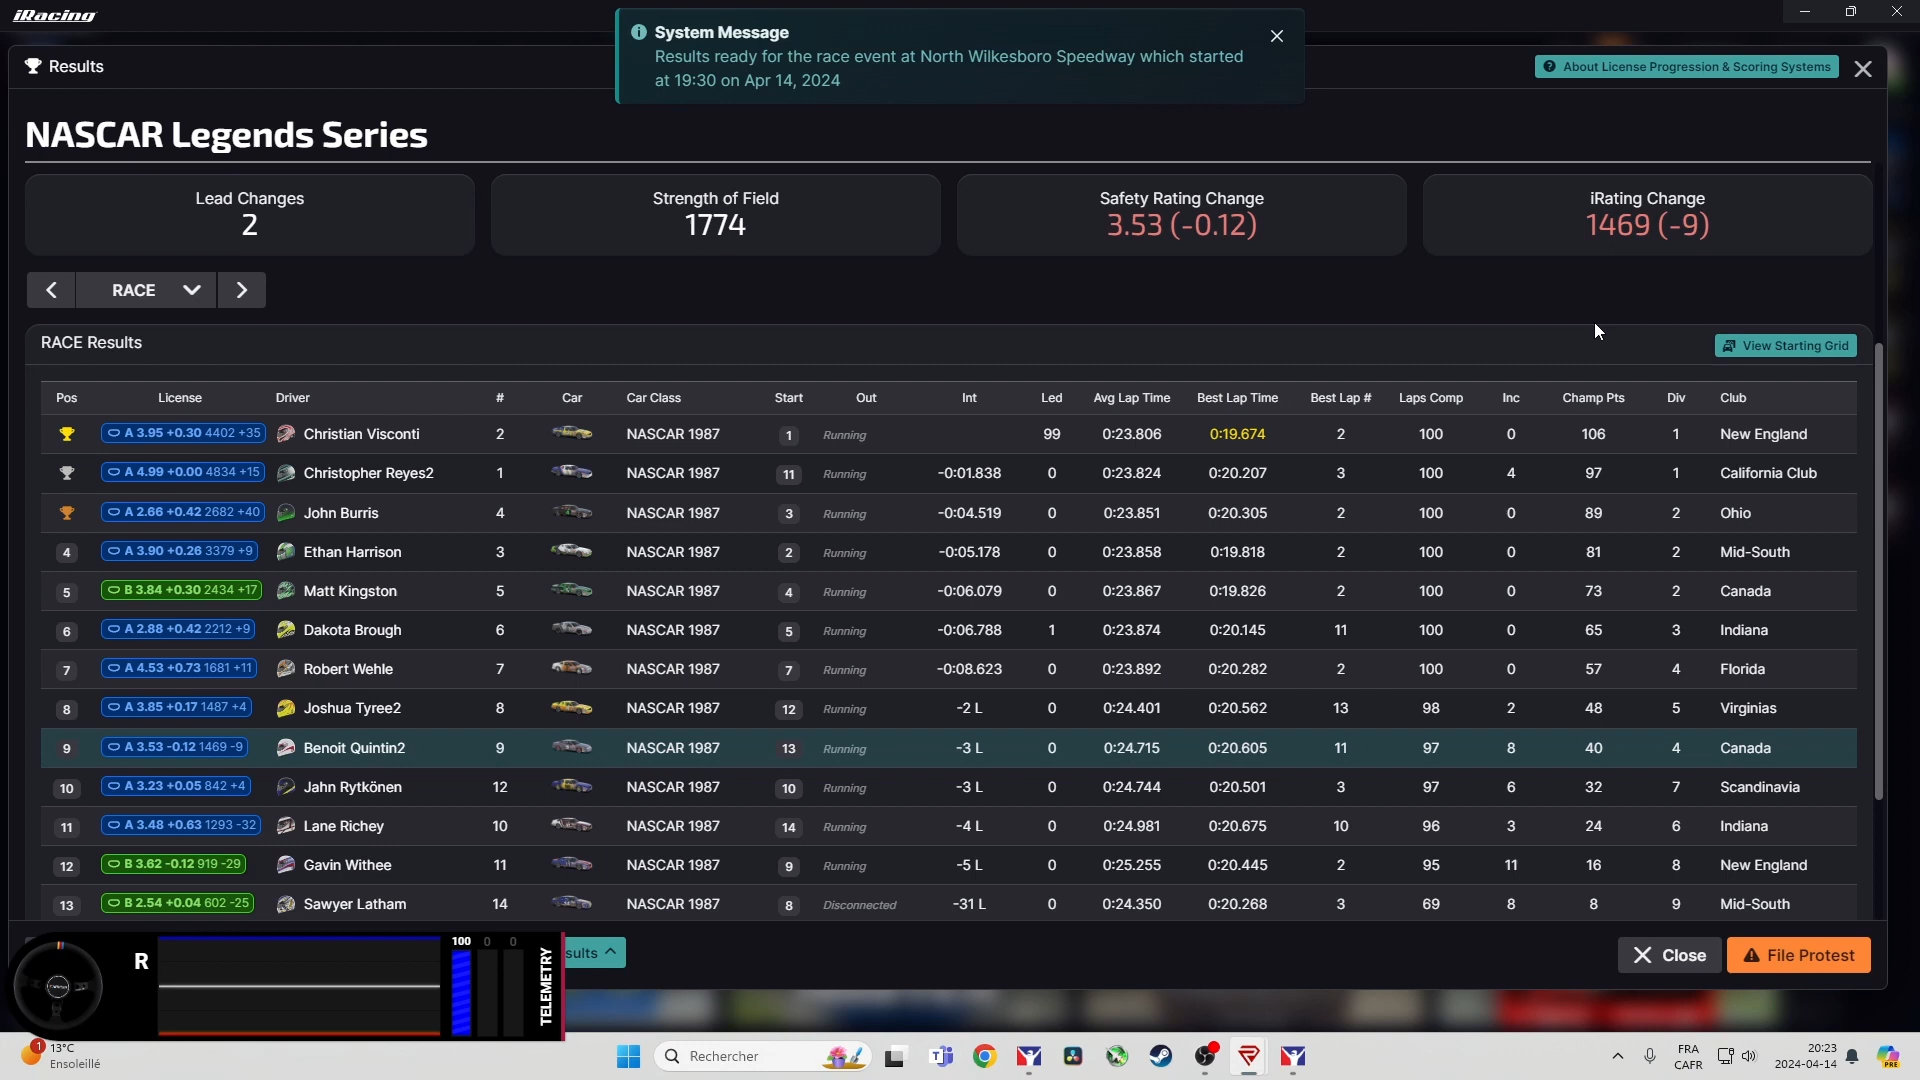 iRacing
System Message
Results ready for the race event at North Wilkesboro Speedway which started
at 19:30 on Apr 14, 2024
Results
About License Progression & Scoring Systems
NASCAR Legends Series
Lead Changes
2
Strength of Field
1774
Safety Rating Change
3.53 (-0.12)
iRating Change
1469 (-9)
RACE
RACE Results
View Starting Grid
Pos License Driver # Car Car Class Start Out Int Led Avg Lap Time Best Lap Time Best Lap # Laps Comp Inc Champ Pts Div Club
A 3.95 +0.30 4402 +35 Christian Visconti 2 NASCAR 1987 1 Running 99 0:23.806 0:19.674 2 100 0 106 1 New England
A 4.99 +0.00 4834 +15 Christopher Reyes2 1 NASCAR 1987 11 Running -0:01.838 0 0:23.824 0:20.207 3 100 4 97 1 California Club
A 2.66 +0.42 2682 +40 John Burris 4 NASCAR 1987 3 Running -0:04.519 0 0:23.851 0:20.305 2 100 0 89 2 Ohio
4 A 3.90 +0.26 3379 +9 Ethan Harrison 3 NASCAR 1987 2 Running -0:05.178 0 0:23.858 0:19.818 2 100 0 81 2 Mid-South
5 B 3.84 +0.30 2434 +17 Matt Kingston 5 NASCAR 1987 4 Running -0:06.079 0 0:23.867 0:19.826 2 100 0 73 2 Canada
6 A 2.88 +0.42 2212 +9 Dakota Brough 6 NASCAR 1987 5 Running -0:06.788 1 0:23.874 0:20.145 11 100 0 65 3 Indiana
7 A 4.53 +0.73 1681 +11 Robert Wehle 7 NASCAR 1987 7 Running -0:08.623 0 0:23.892 0:20.282 2 100 0 57 4 Florida
8 A 3.85 +0.17 1487 +4 Joshua Tyree2 8 NASCAR 1987 12 Running -2 L 0 0:24.401 0:20.562 13 98 2 48 5 Virginias
9 A 3.53 -0.12 1469 -9 Benoit Quintin2 9 NASCAR 1987 13 Running -3 L 0 0:24.715 0:20.605 11 97 8 40 4 Canada
10 A 3.23 +0.05 842 +4 Jahn Rytkönen 12 NASCAR 1987 10 Running -3 L 0 0:24.744 0:20.501 3 97 6 32 7 Scandinavia
11 A 3.48 +0.63 1293 -32 Lane Richey 10 NASCAR 1987 14 Running -4 L 0 0:24.981 0:20.675 10 96 3 24 6 Indiana
12 B 3.62 -0.12 919 -29 Gavin Withee 11 NASCAR 1987 9 Running -5 L 0 0:25.255 0:20.445 2 95 11 16 8 New England
13 B 2.54 +0.04 602 -25 Sawyer Latham 14 NASCAR 1987 8 Disconnected -31 L 0 0:24.350 0:20.268 3 69 8 8 9 Mid-South
R
100 0 0
TELEMETRY
sults
Close
File Protest
1
13°C
Ensoleillé
Rechercher
FRA
CAFR
20:23
2024-04-14
PRE